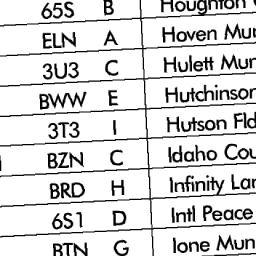 65S B Houghton
ELN A Hoven Mun
3U3 C Hulett Mun
BWW E Hutchinson
3T3 I Hutson Fld
BZN C Idaho Cou
BRD H Infinity Lar
6S1 D Intl Peace
BTN G Ione Mun